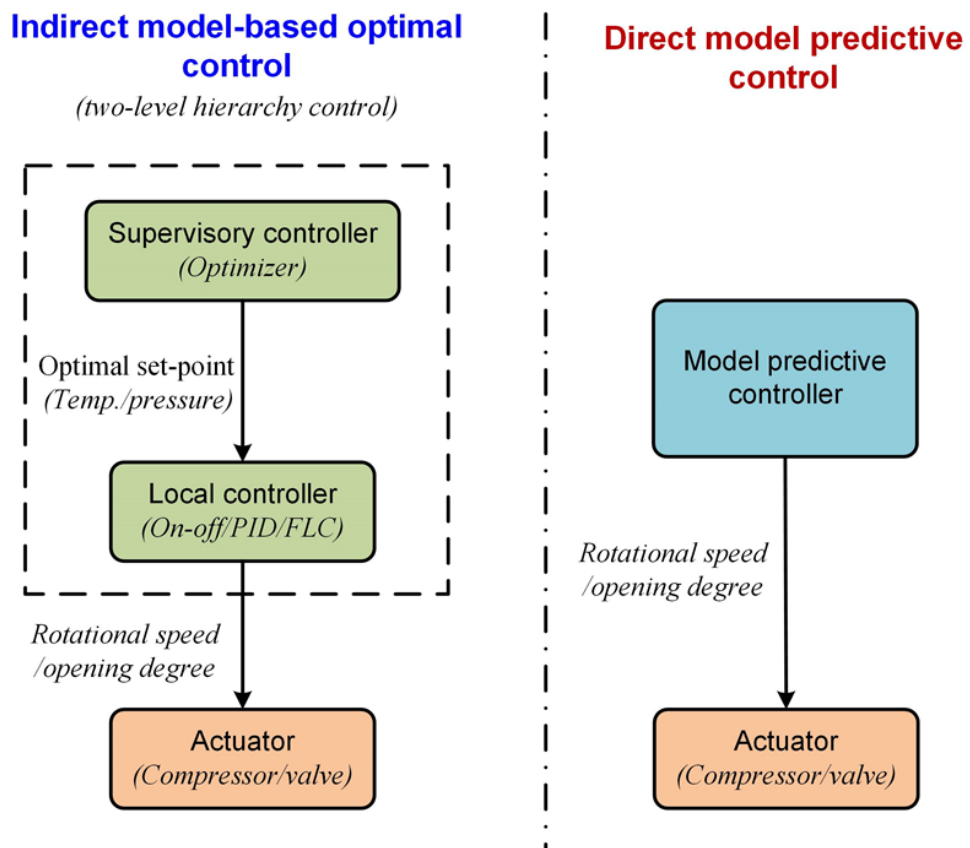 Indirect model-based optimal
control
(two-level hierarchy control)
Supervisory controller
(Optimizer)
Optimal set-point
(Temp./pressure)
Local controller
(On-off/PID/FLC)
Rotational speed
/opening degree
Actuator
(Compressor/valve)
Direct model predictive
control
Model predictive
controller
Rotational speed
/opening degree
Actuator
(Compressor/valve)